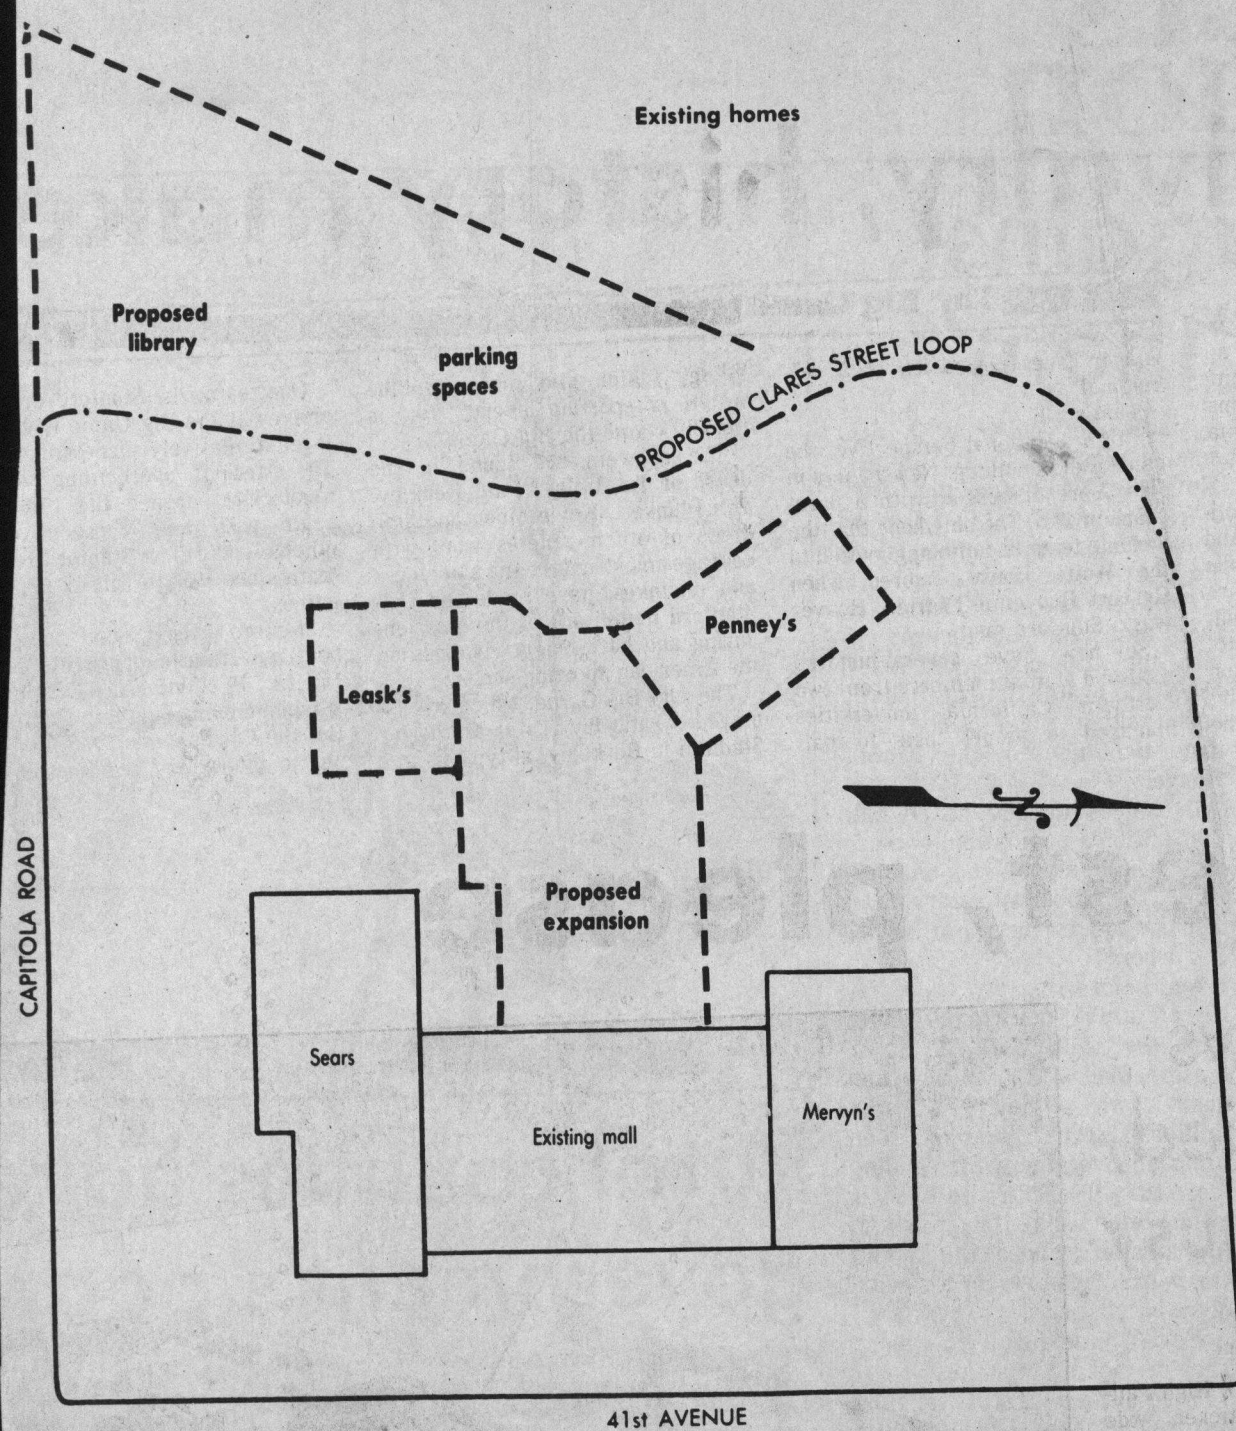 Existing homes
Proposed
library
parking
spaces
PROPOSED CLARES STREET LOOP
Penney's
Leask's
CAPITOLA ROAD
Proposed
expansion
Sears
Existing mall
Mervyn's
41st AVENUE